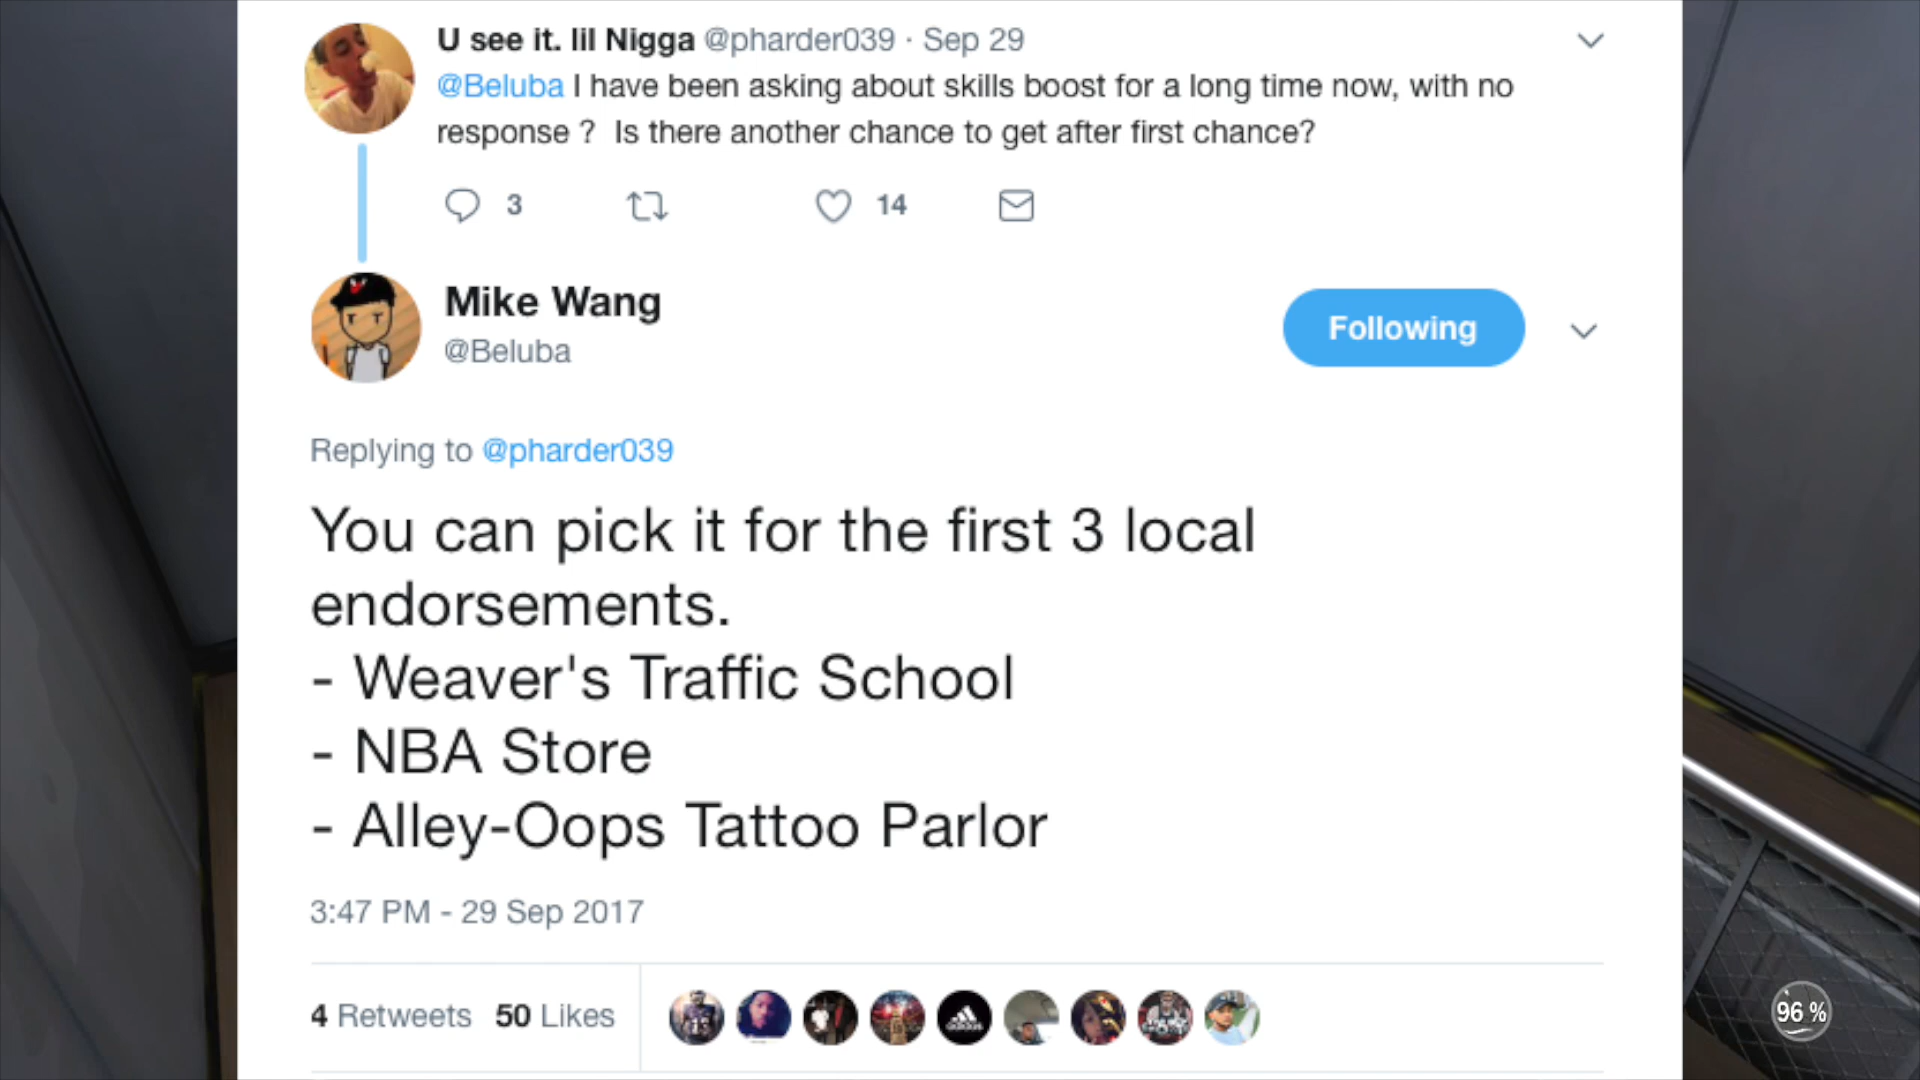 U see it. lil Nigga @pharder039 · Sep 29
@Beluba I have been asking about skills boost for a long time now, with no
response ? Is there another chance to get after first chance?
3 14
Mike Wang
@Beluba
Following
Replying to @pharder039
You can pick it for the first 3 local
endorsements.
- Weaver's Traffic School
- NBA Store
- Alley-Oops Tattoo Parlor
3:47 PM - 29 Sep 2017
4 Retweets 50 Likes
adidas
96 %